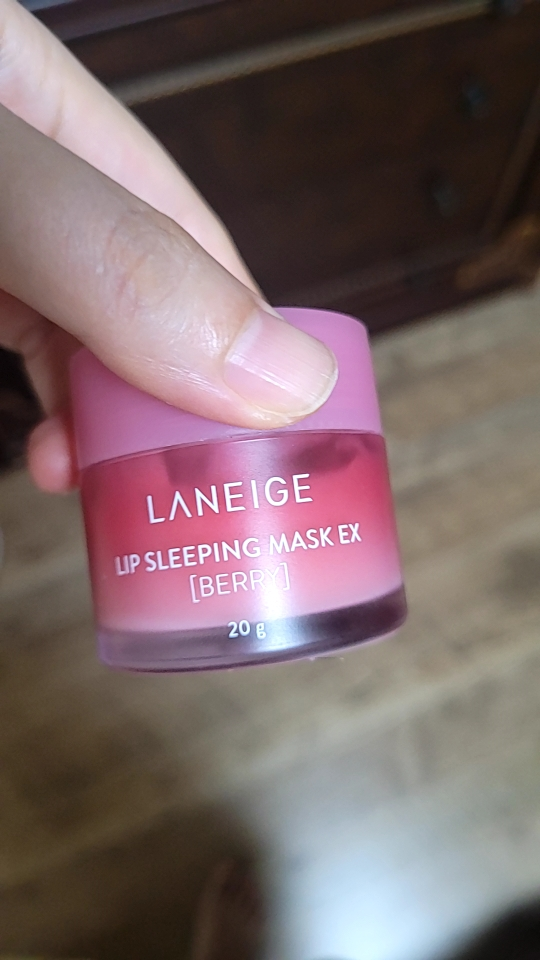 LANEIGE
LIP SLEEPING MASK EX
[BERRY]
20 g